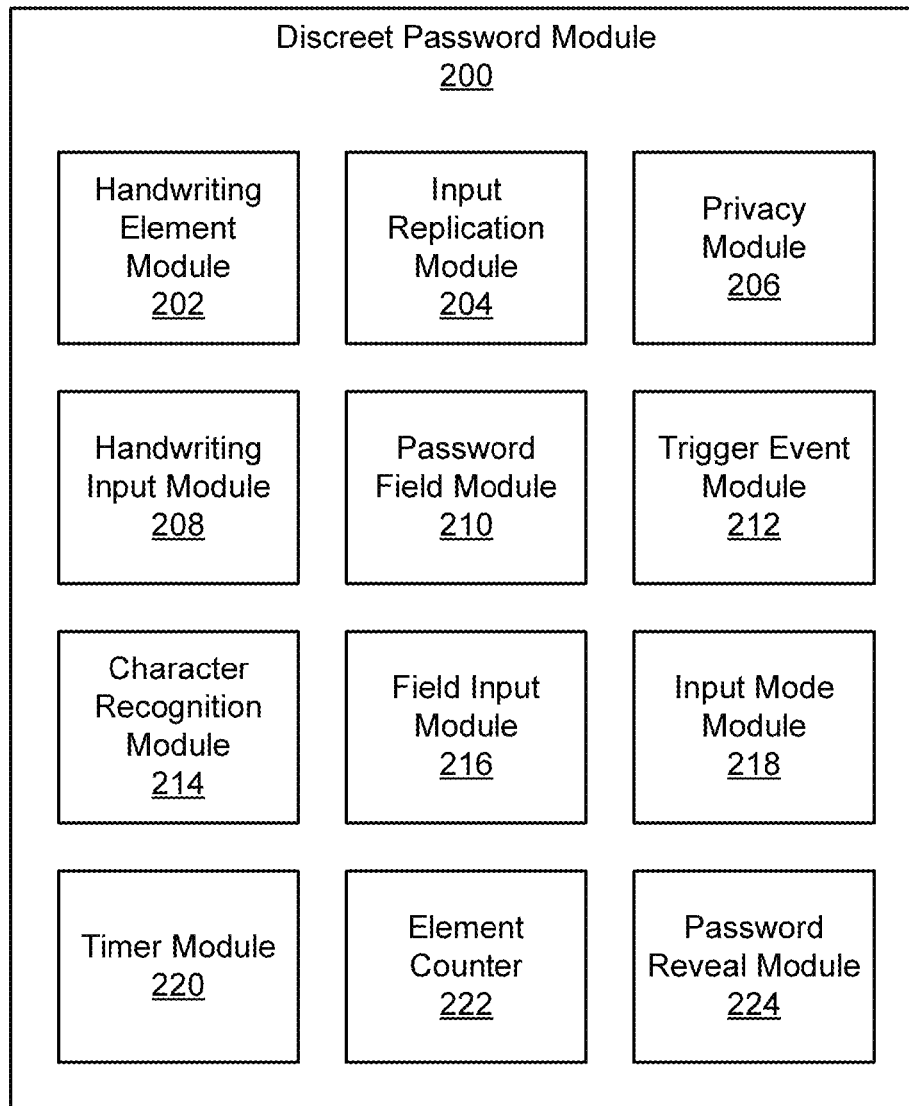 Discreet Password Module
200
Handwriting
Element
Module
202
Input
Replication
Module
204
Privacy
Module
206
Handwriting
Input Module
208
Password
Field Module
210
Trigger Event
Module
212
Character
Recognition
Module
214
Field Input
Module
216
Input Mode
Module
218
Timer Module
220
Element
Counter
222
Password
Reveal Module
224